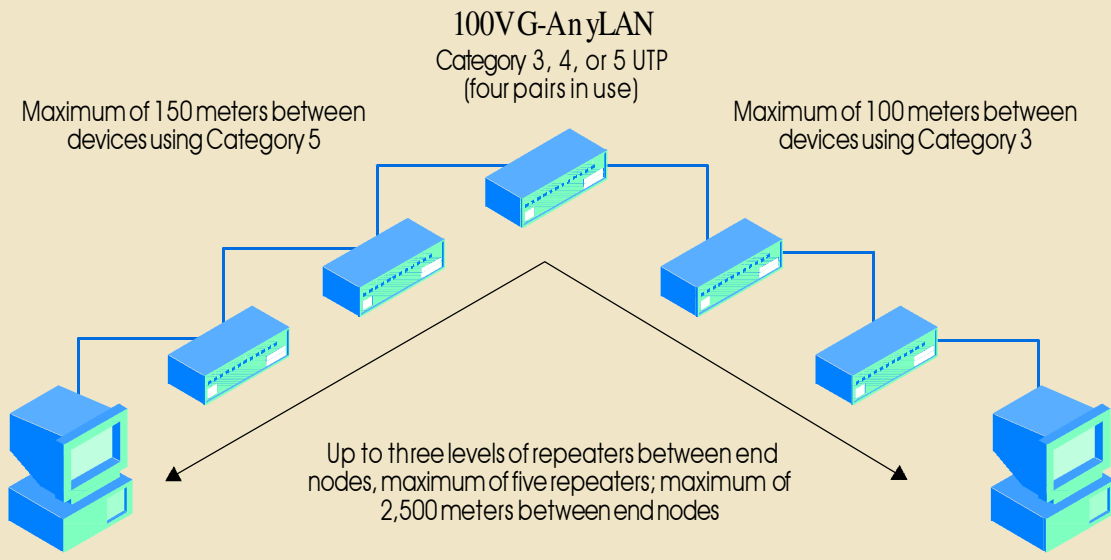 100VG-AnyLAN
Category 3, 4, or 5 UTP
(four pairs in use)
Maximum of 150 meters between
devices using Category 5
Maximum of 100 meters between
devices using Category 3
Up to three levels of repeaters between end
nodes, maximum of five repeaters; maximum of
2,500 meters between end nodes